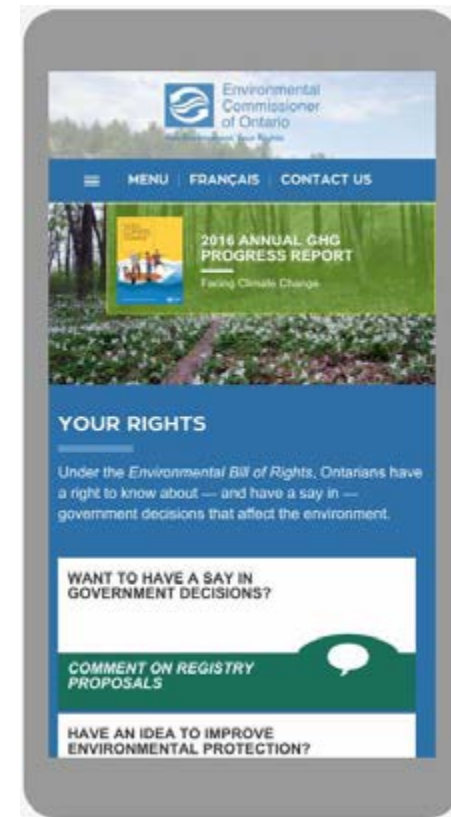 Environmental
Commissioner
of Ontario
MENU | FRANÇAIS | CONTACT US
2016 ANNUAL GHG
PROGRESS REPORT
Facing Climate Change
YOUR RIGHTS
Under the Environmental Bill of Rights, Ontarians have
a right to know about — and have a say in —
government decisions that affect the environment.
WANT TO HAVE A SAY IN
GOVERNMENT DECISIONS?
COMMENT ON REGISTRY
PROPOSALS
HAVE AN IDEA TO IMPROVE
ENVIRONMENTAL PROTECTION?